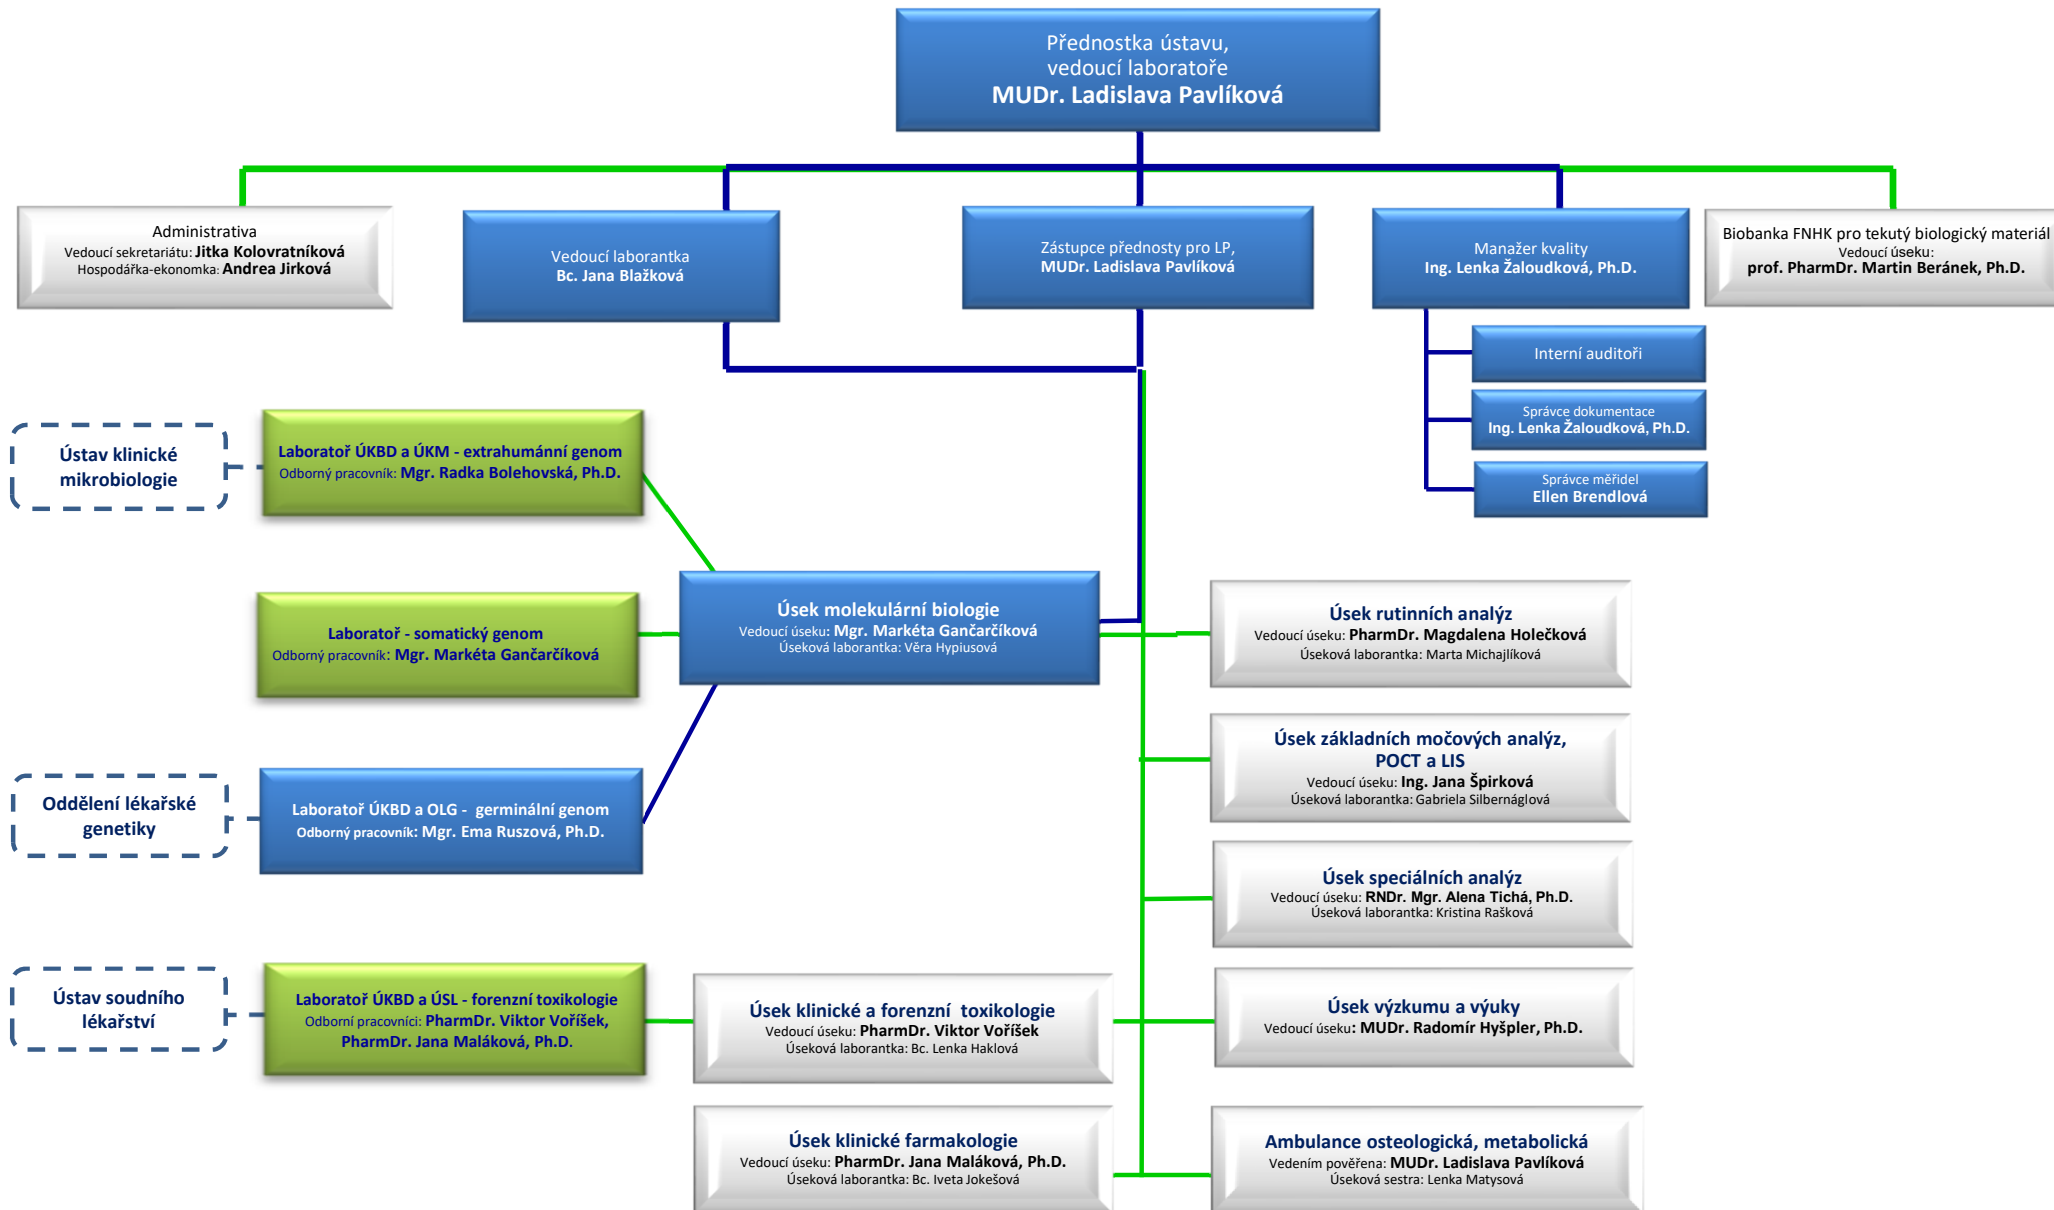 Přednostka ústavu,
vedoucí laboratoře
MUDr. Ladislava Pavlíková
Administrativa
Vedoucí sekretariátu: Jitka Kolovratníková
Hospodářka-ekonomka: Andrea Jirková
Vedoucí laborantka
Bc. Jana Blažková
Zástupce přednosty pro LP,
MUDr. Ladislava Pavlíková
Manažer kvality
Ing. Lenka Žaloudková, Ph.D.
Biobanka FNHK pro tekutý biologický materiál
Vedoucí úseku:
prof. PharmDr. Martin Beránek, Ph.D.
Interní auditoři
Správce dokumentace
Ing. Lenka Žaloudková, Ph.D.
Správce měřidel
Ellen Brendlová
Ústav klinické
mikrobiologie
Laboratoř ÚKBD a ÚKM - extrahumánní genom
Odborný pracovník: Mgr. Radka Bolehovská, Ph.D.
Laboratoř - somatický genom
Odborný pracovník: Mgr. Markéta Gančarčíková
Úsek molekulární biologie
Vedoucí úseku: Mgr. Markéta Gančarčíková
Úseková laborantka: Věra Hypiusová
Úsek rutinních analýz
Vedoucí úseku: PharmDr. Magdalena Holečková
Úseková laborantka: Marta Michajlíková
Úsek základních močových analýz,
POCT a LIS
Vedoucí úseku: Ing. Jana Špirková
Úseková laborantka: Gabriela Silbernáglová
Oddělení lékařské
genetiky
Laboratoř ÚKBD a OLG - germinální genom
Odborný pracovník: Mgr. Ema Ruszová, Ph.D.
Úsek speciálních analýz
Vedoucí úseku: RNDr. Mgr. Alena Tichá, Ph.D.
Úseková laborantka: Kristina Rašková
Ústav soudního
lékařství
Laboratoř ÚKBD a ÚSL - forenzní toxikologie
Odborní pracovníci: PharmDr. Viktor Voříšek,
PharmDr. Jana Maláková, Ph.D.
Úsek klinické a forenzní toxikologie
Vedoucí úseku: PharmDr. Viktor Voříšek
Úseková laborantka: Bc. Lenka Haklová
Úsek výzkumu a výuky
Vedoucí úseku: MUDr. Radomír Hyšpler, Ph.D.
Úsek klinické farmakologie
Vedoucí úseku: PharmDr. Jana Maláková, Ph.D.
Úseková laborantka: Bc. Iveta Jokešová
Ambulance osteologická, metabolická
Vedením pověřena: MUDr. Ladislava Pavlíková
Úseková sestra: Lenka Matysová